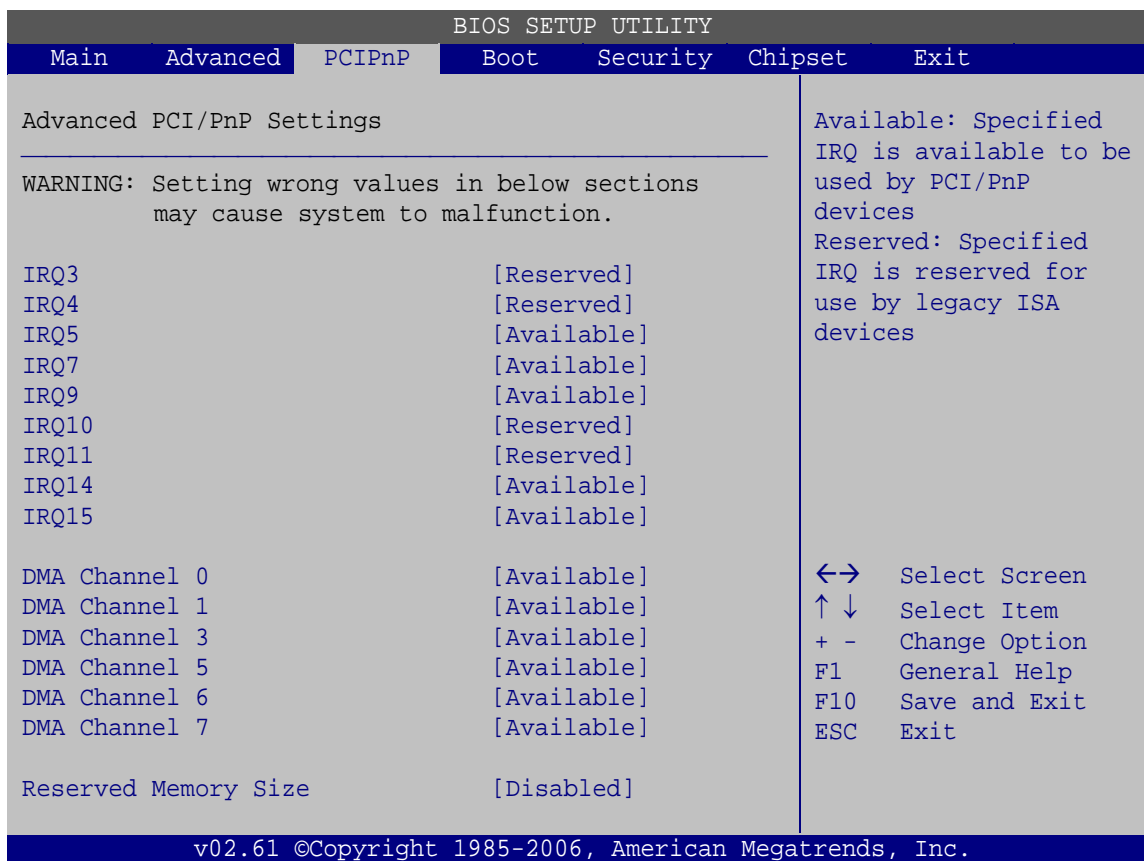 BIOS SETUP UTILITY
Main Advanced PCIPnP Boot Security Chipset Exit
Advanced PCI/PnP Settings
WARNING: Setting wrong values in below sections
may cause system to malfunction.
IRQ3 [Reserved]
IRQ4 [Reserved]
IRQ5 [Available]
IRQ7 [Available]
IRQ9 [Available]
IRQ10 [Reserved]
IRQ11 [Reserved]
IRQ14 [Available]
IRQ15 [Available]
DMA Channel 0 [Available]
DMA Channel 1 [Available]
DMA Channel 3 [Available]
DMA Channel 5 [Available]
DMA Channel 6 [Available]
DMA Channel 7 [Available]
Reserved Memory Size [Disabled]
Available: Specified
IRQ is available to be
used by PCI/PnP
devices
Reserved: Specified
IRQ is reserved for
use by legacy ISA
devices
←→ Select Screen
↑ ↓ Select Item
+ - Change Option
F1 General Help
F10 Save and Exit
ESC Exit
v02.61 ©Copyright 1985-2006, American Megatrends, Inc.